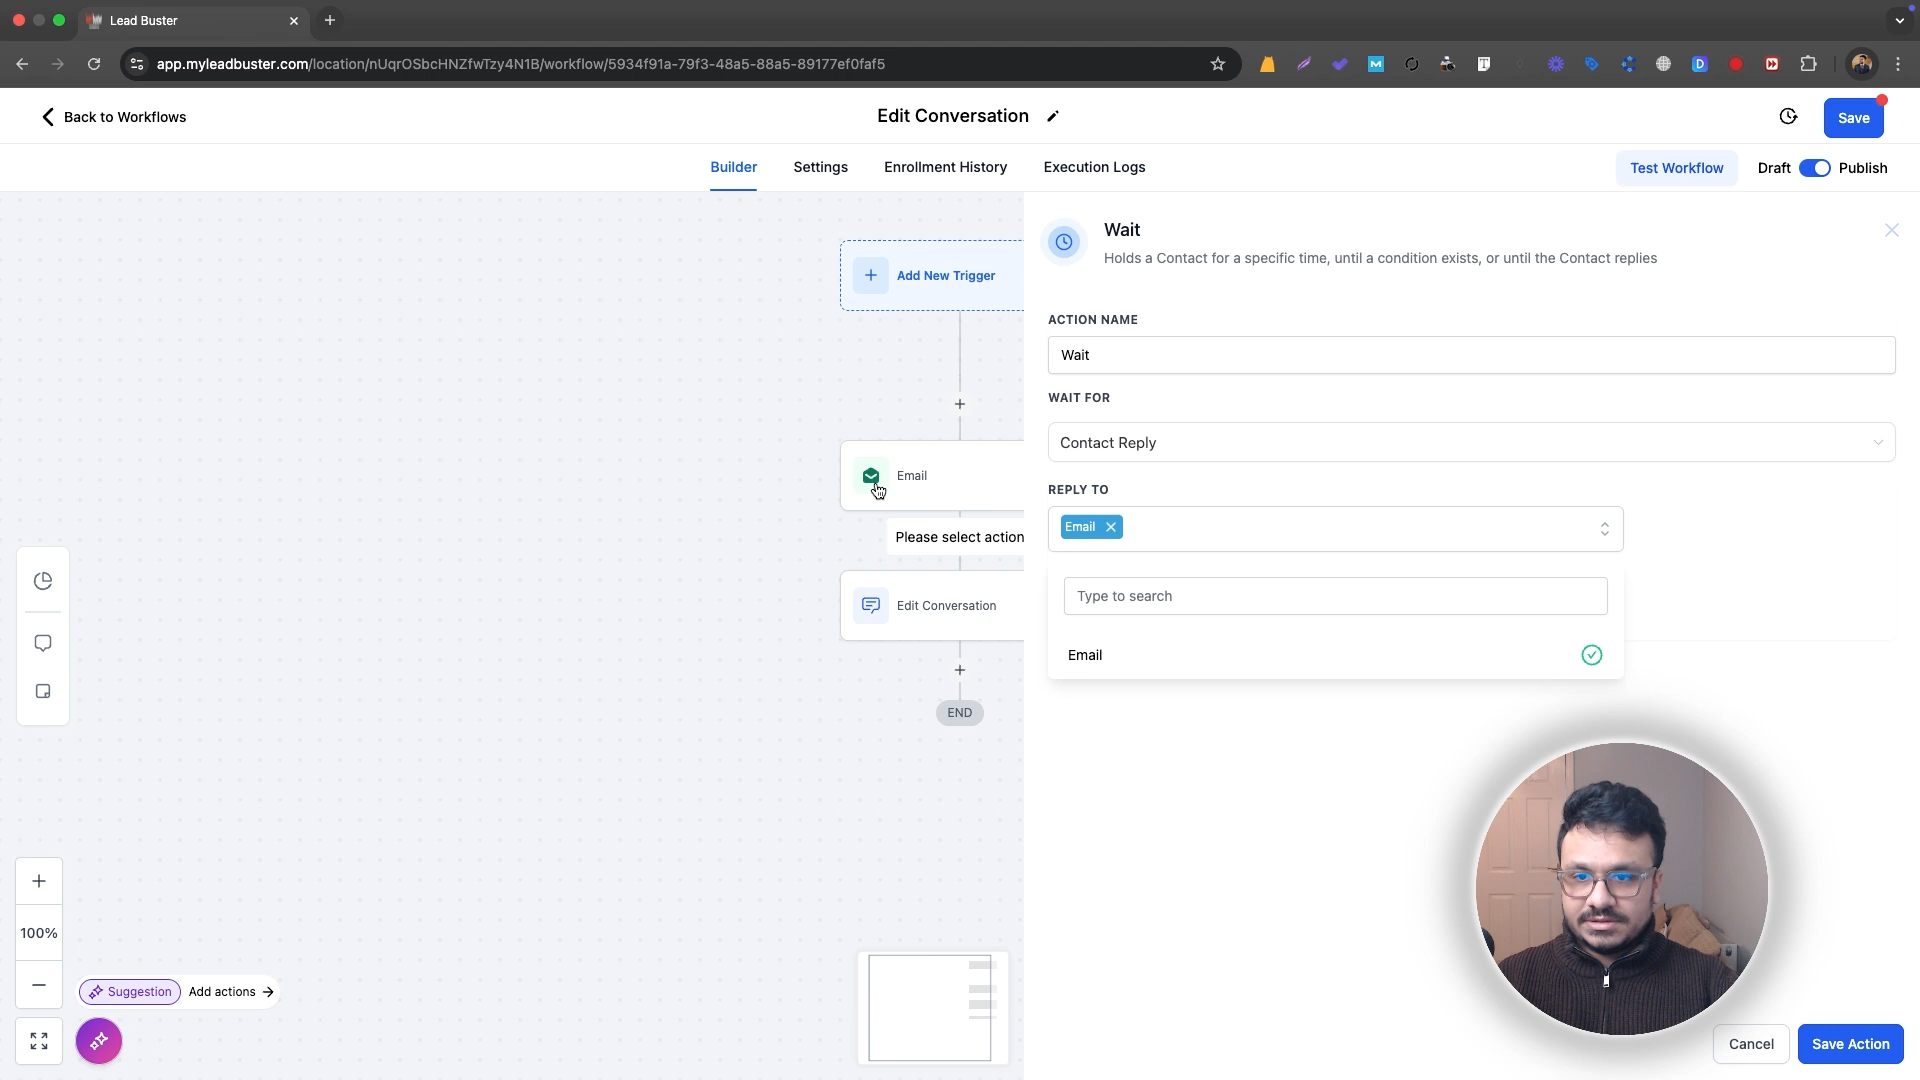 Lead Buster
app.myleadbuster.com/location/nUqrOSbcHNZfwTzy4N1B/workflow/5934f91a-79f3-48a5-88a5-89177ef0faf5
Back to Workflows
Edit Conversation
Save
Builder
Settings
Enrollment History
Execution Logs
Test Workflow
Draft
Publish
Add New Trigger
Email
Please select action
Edit Conversation
END
Wait
Holds a Contact for a specific time, until a condition exists, or until the Contact replies
ACTION NAME
Wait
WAIT FOR
Contact Reply
REPLY TO
Email
Type to search
Email
100%
Suggestion
Add actions
Cancel
Save Action